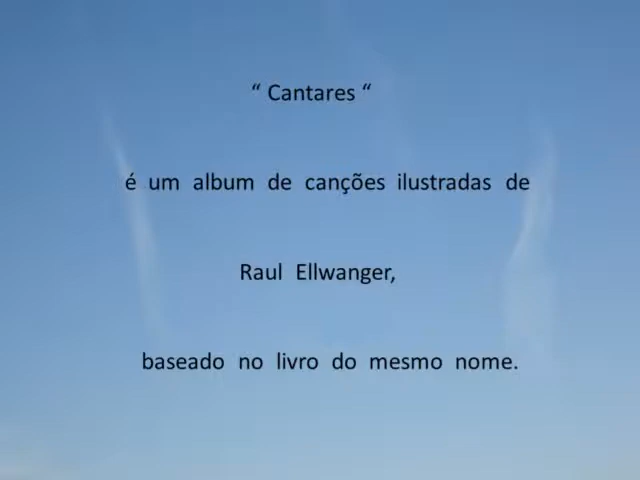 “ Cantares “
é um album de canções ilustradas de
Raul Ellwanger,
baseado no livro do mesmo nome.